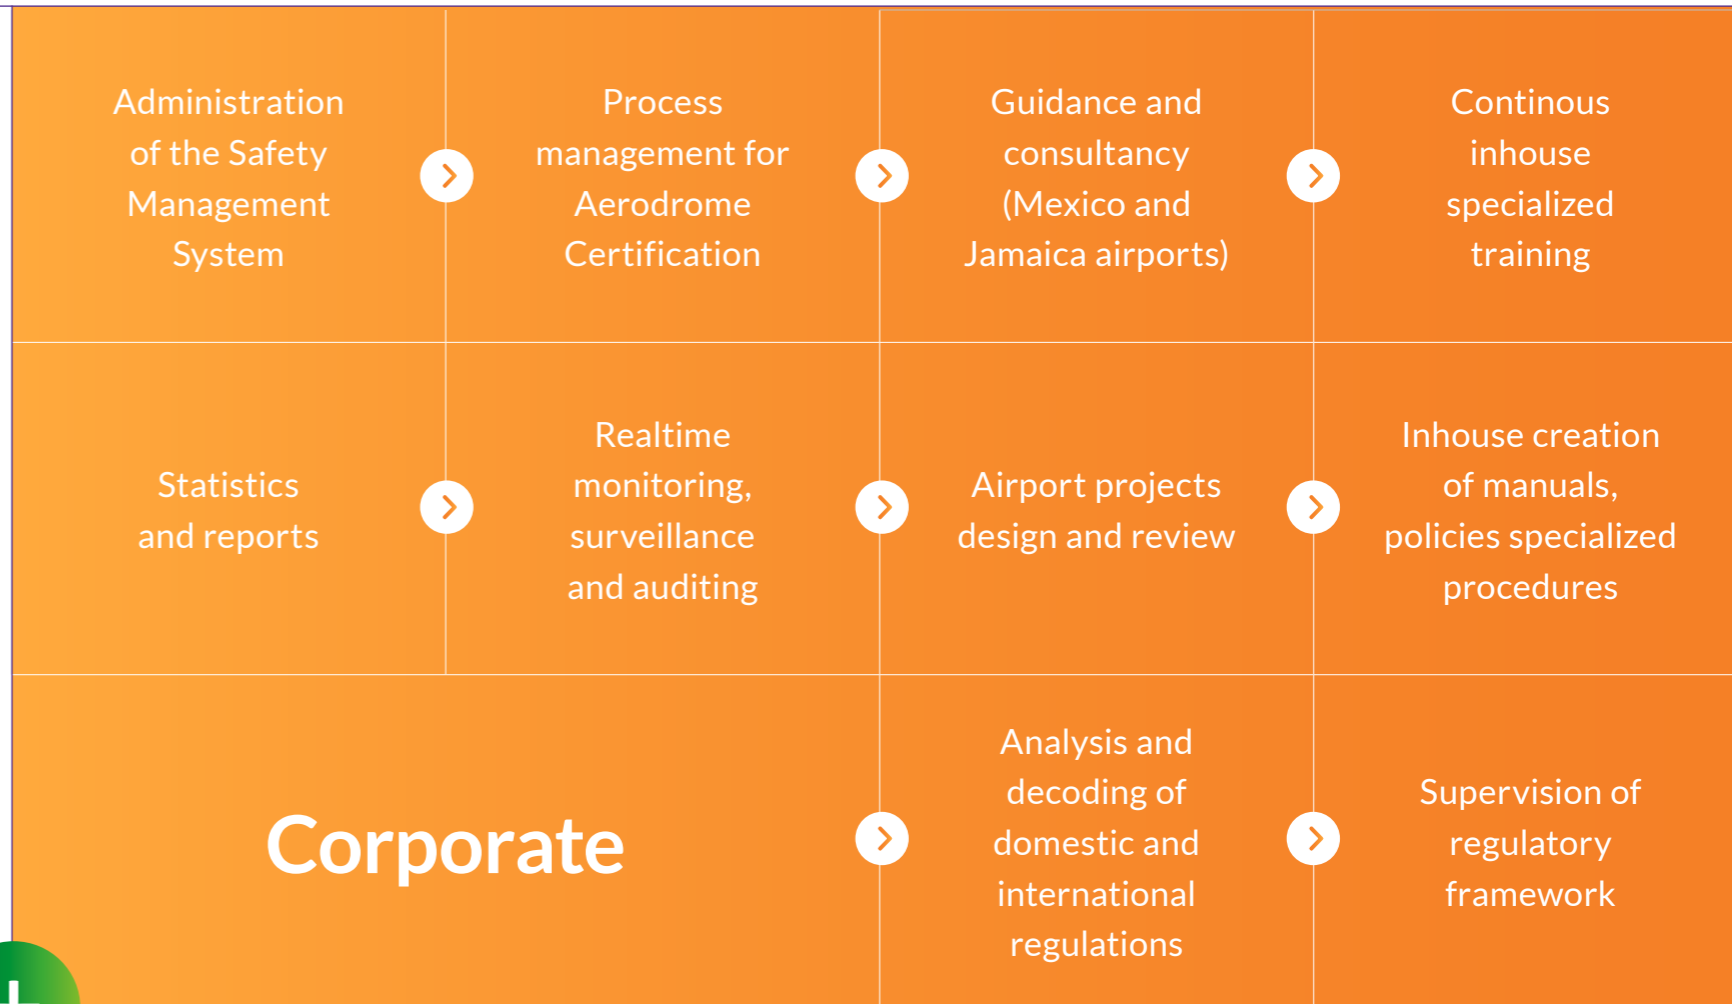 Administration
of the Safety
Management
System
Process
management for
Aerodrome
Certification
Guidance and
consultancy
(Mexico and
Jamaica airports)
Continous
inhouse
specialized
training
Statistics
and reports
Realtime
monitoring,
surveillance
and auditing
Airport projects
design and review
Inhouse creation
of manuals,
policies specialized
procedures
Corporate
Analysis and
decoding of
domestic and
international
regulations
Supervision of
regulatory
framework